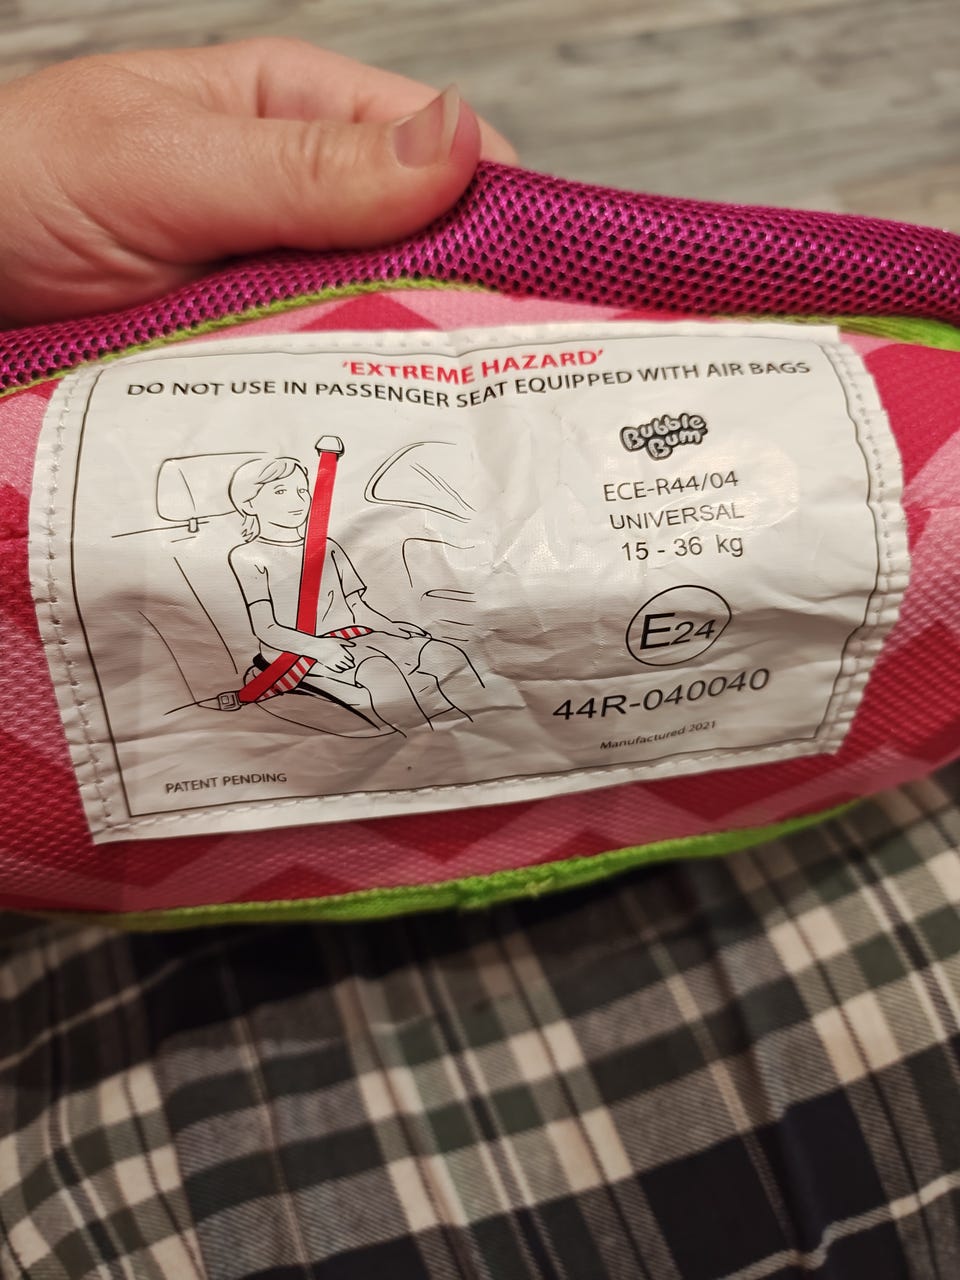 'EXTREME HAZARD'
DO NOT USE IN PASSENGER SEAT EQUIPPED WITH AIR BAGS
Bubble
Bum
ECE-R44/04
UNIVERSAL
15 - 36 kg
E24
44R-040040
Manufactured 2021
PATENT PENDING